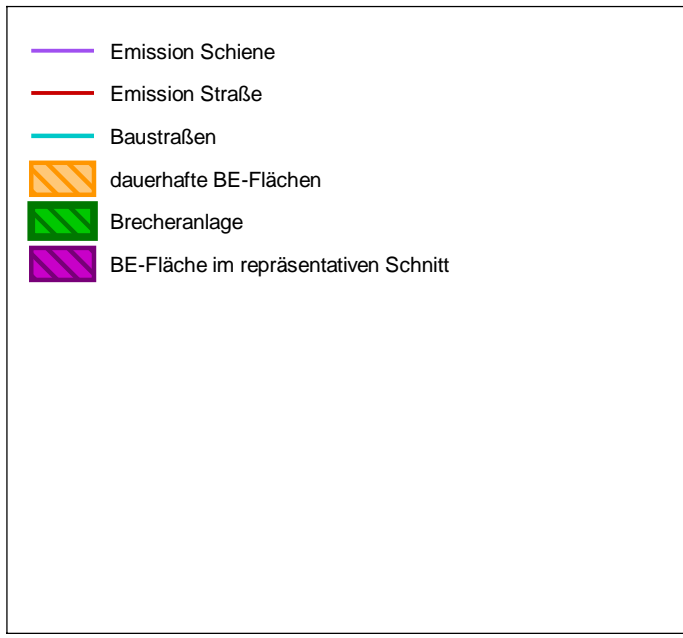 Emission Schiene
Emission Straße
Baustraßen
dauerhafte BE-Flächen
Brecheranlage
BE-Fläche im repräsentativen Schnitt